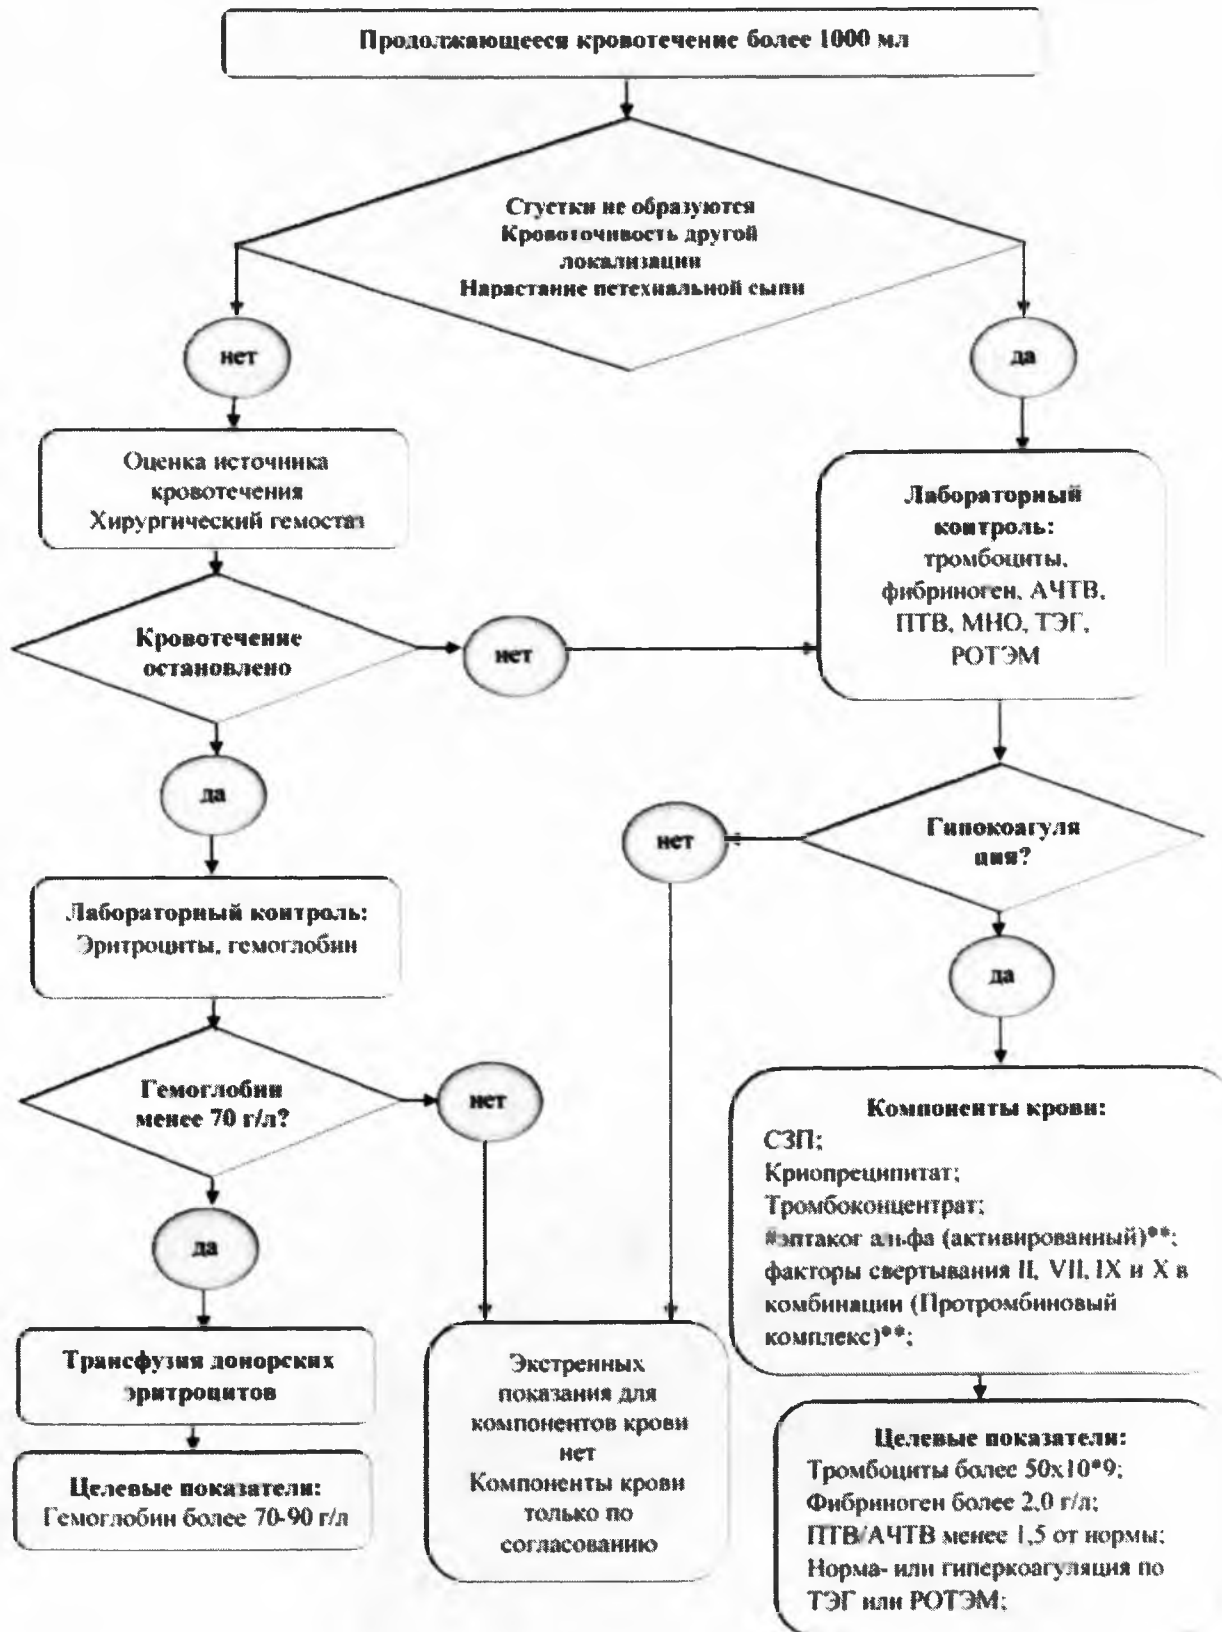 Продолжающееся кровотечение более 1000 мл
Стустки не образуются
Кровоточивость другой
локализации
Нарастание петехиальной сыпи
нет
да
Оценка источника
кровотечения
Хирургический гемостаз
Лабораторный
контроль:
тромбоциты,
фибриноген, АЧТВ,
ПТВ, МНО, ТЭГ,
РОТЭМ
Кровотечение
остановлено
нет
да
нет
Гипокоагуля
ция?
Лабораторный контроль:
Эритроциты, гемоглобин
да
Гемоглобин
менее 70 г/л?
нет
Компоненты крови:
СЗП;
Криопреципитат;
Тромбоконцентрат;
#эптаког альфа (активированный)**;
факторы свертывания II, VII, IX и X в
комбинации (Протромбиновый
комплекс)**;
да
Трансфузия донорских
эритроцитов
Экстренных
показания для
компонентов крови
нет
Компоненты крови
только по
согласованию
Целевые показатели:
Гемоглобин более 70-90 г/л
Целевые показатели:
Тромбоциты более 50х10*9;
Фибриноген более 2,0 г/л;
ПТВ/АЧТВ менее 1,5 от нормы;
Норма- или гиперкоагуляция по
ТЭГ или РОТЭМ;